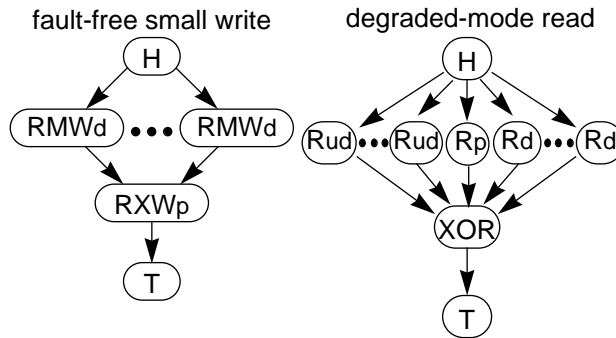 fault-free small write
H
RMWd ••• RMWd
RXWp
T
degraded-mode read
H
Rud ••• Rud Rp Rd ••• Rd
XOR
T